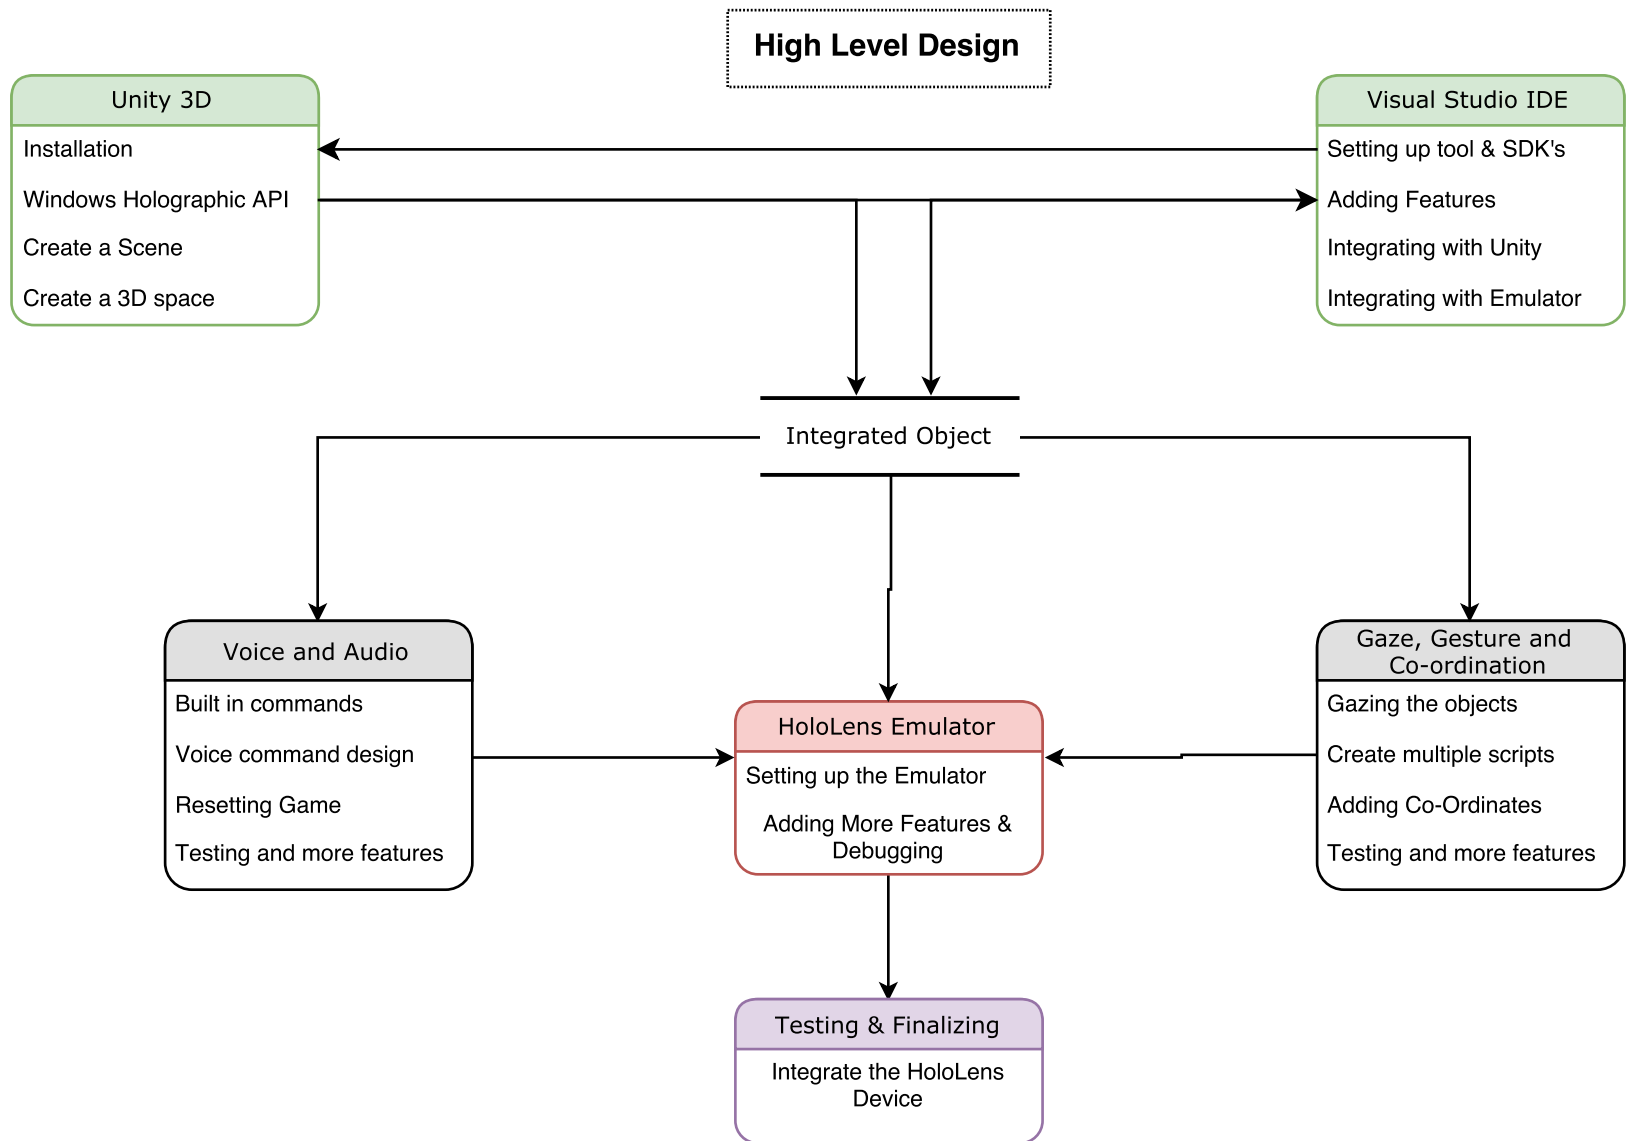 High Level Design
Unity 3D
Installation
Windows Holographic API
Create a Scene
Create a 3D space
Visual Studio IDE
Setting up tool & SDK's
Adding Features
Integrating with Unity
Integrating with Emulator
Integrated Object
Voice and Audio
Built in commands
Voice command design
Resetting Game
Testing and more features
HoloLens Emulator
Setting up the Emulator
Adding More Features &
Debugging
Gaze, Gesture and
Co-ordination
Gazing the objects
Create multiple scripts
Adding Co-Ordinates
Testing and more features
Testing & Finalizing
Integrate the HoloLens
Device